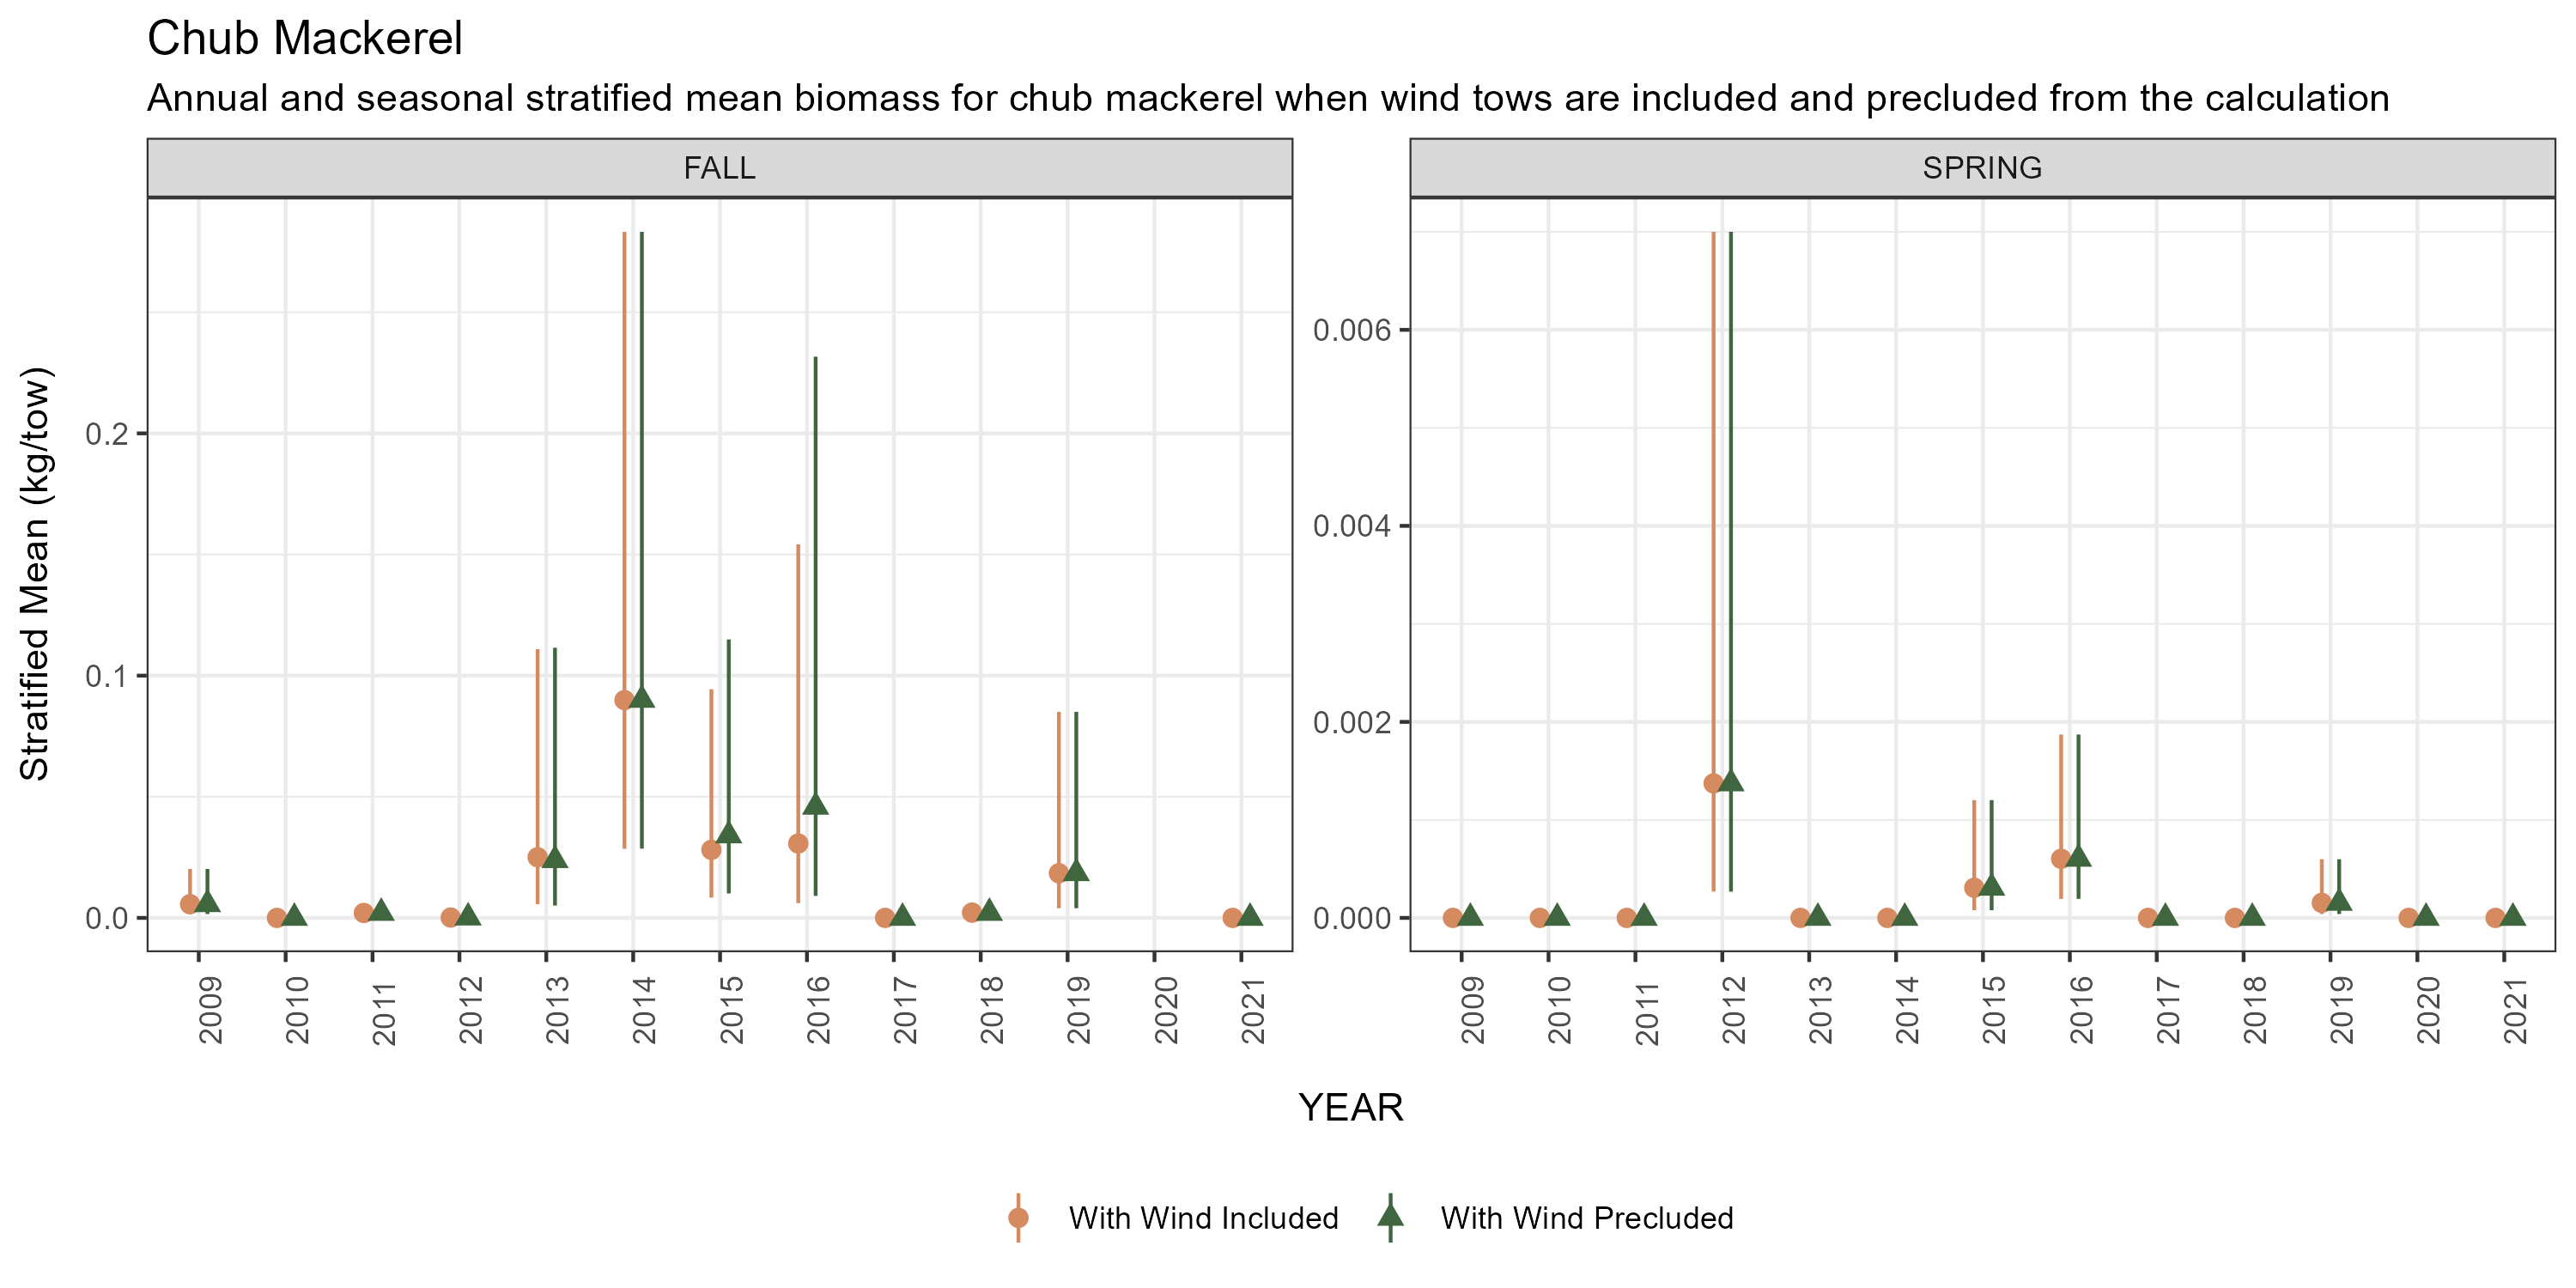 Chub Mackerel
Annual and seasonal stratified mean biomass for chub mackerel when wind tows are included and precluded from the calculation
FALL
SPRING
Stratified Mean (kg/tow)
0.2
0.1
0.0
0.006
0.004
0.002
0.000
2009 2010 2011 2012 2013 2014 2015 2016 2017 2018 2019 2020 2021
2009 2010 2011 2012 2013 2014 2015 2016 2017 2018 2019 2020 2021
YEAR
With Wind Included With Wind Precluded